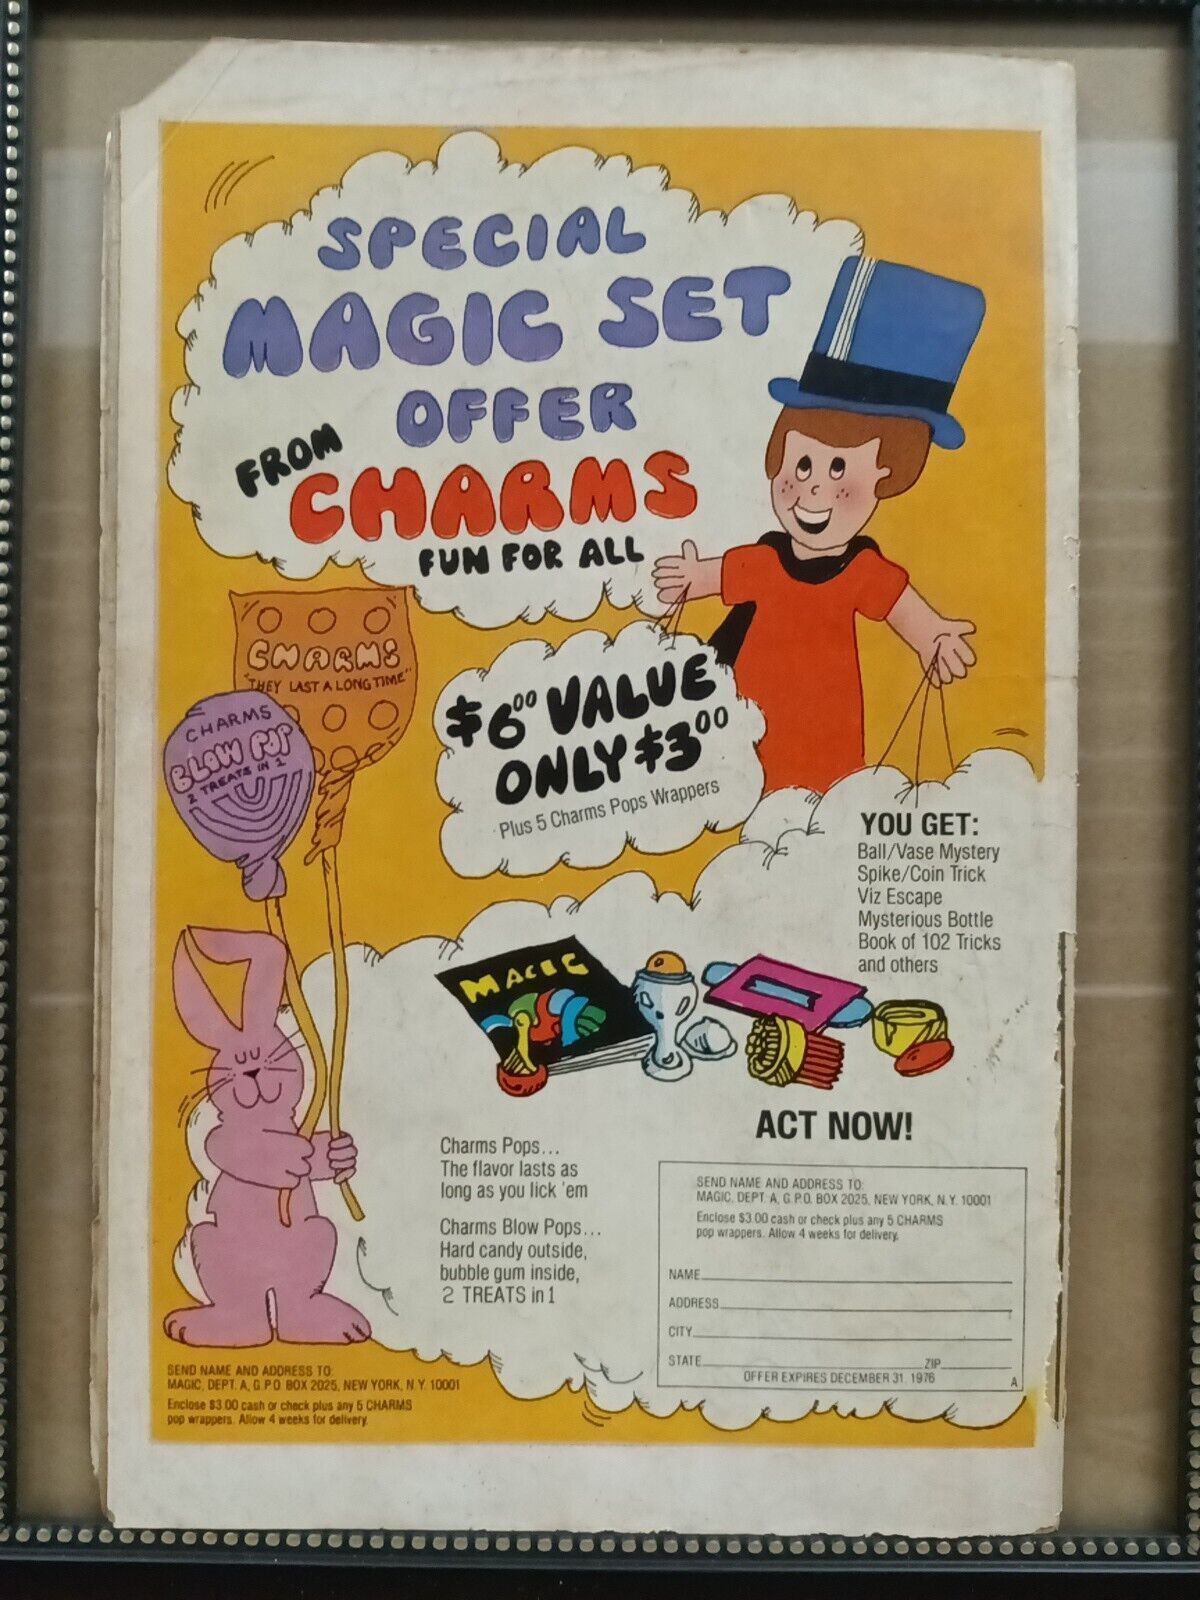 SPECIAL
MAGIC SET
OFFER
FROM
CHARMS
FUN FOR ALL
CHARMS
"THEY LAST A LONG TIME"
CHARMS
BLOW POP
2 TREATS IN 1
$6.00 VALUE
ONLY $3.00
Plus 5 Charms Pops Wrappers
YOU GET:
Ball/Vase Mystery
Spike/Coin Trick
Viz Escape
Mysterious Bottle
Book of 102 Tricks
and others
MAGIC
ACT NOW!
Charms Pops...
The flavor lasts as
long as you lick 'em
Charms Blow Pops...
Hard candy outside,
bubble gum inside,
2 TREATS in 1
SEND NAME AND ADDRESS TO:
MAGIC, DEPT. A, G.P.O. BOX 2025, NEW YORK, N.Y. 10001
Enclose $3.00 cash or check plus any 5 CHARMS
pop wrappers. Allow 4 weeks for delivery.
NAME
ADDRESS
CITY
STATE ZIP
OFFER EXPIRES DECEMBER 31, 1976
A
SEND NAME AND ADDRESS TO:
MAGIC, DEPT. A, G.P.O. BOX 2025, NEW YORK, N.Y. 10001
Enclose $3.00 cash or check plus any 5 CHARMS
pop wrappers. Allow 4 weeks for delivery.